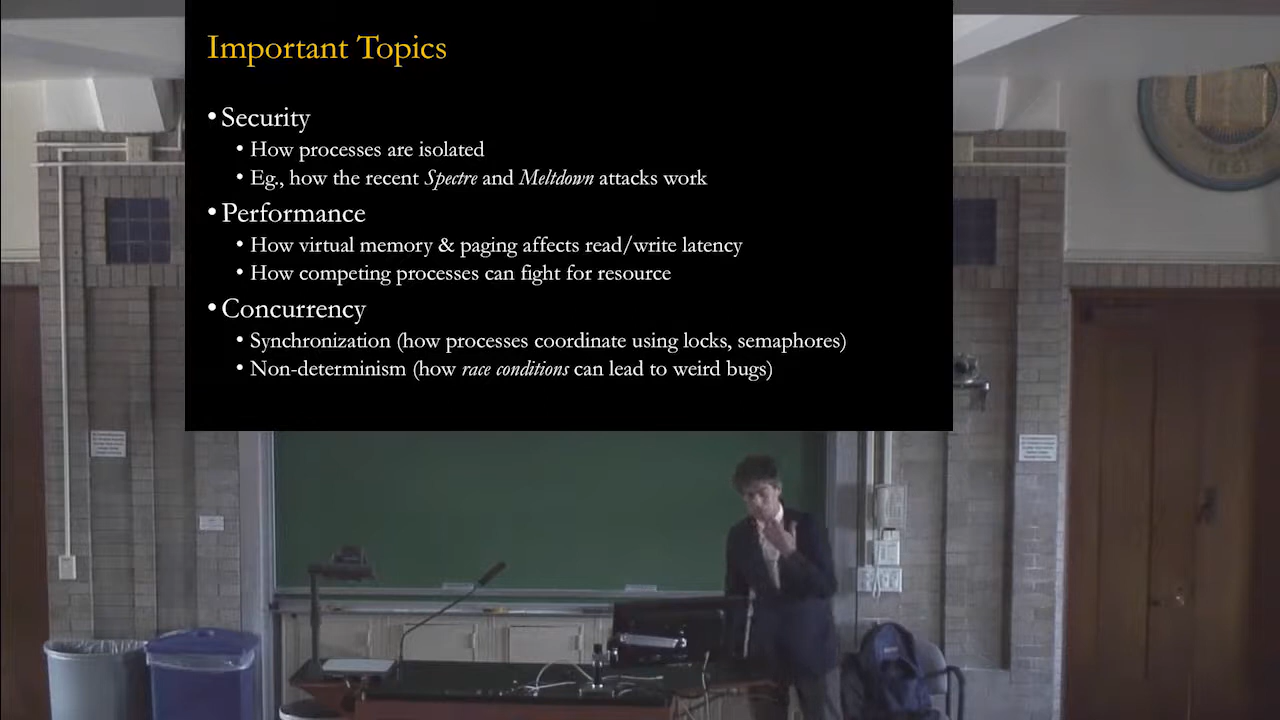 Important Topics
• Security
• How processes are isolated
• Eg., how the recent Spectre and Meltdown attacks work
• Performance
• How virtual memory & paging affects read/write latency
• How competing processes can fight for resource
• Concurrency
• Synchronization (how processes coordinate using locks, semaphores)
• Non-determinism (how race conditions can lead to weird bugs)